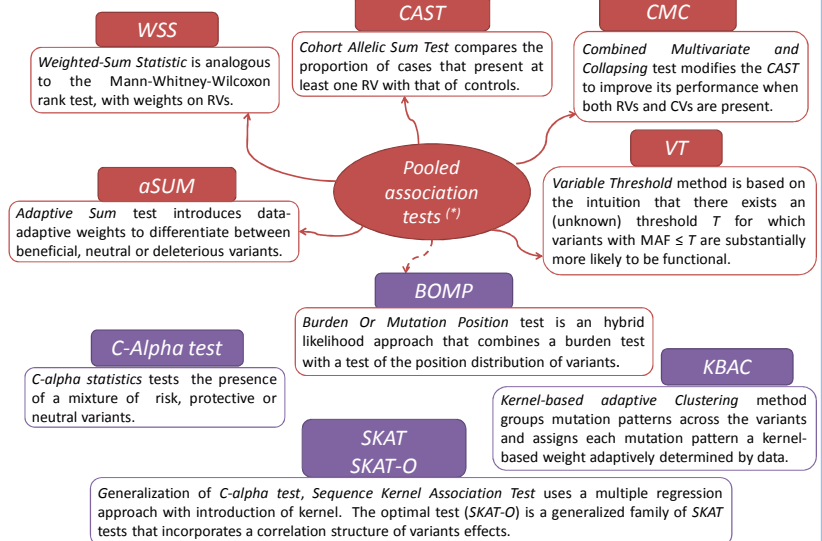 WSS
Weighted-Sum Statistic is analogous
to the Mann-Whitney-Wilcoxon
rank test, with weights on RVs.
CAST
Cohort Allelic Sum Test compares the
proportion of cases that present at
least one RV with that of controls.
CMC
Combined Multivariate and
Collapsing test modifies the CAST
to improve its performance when
both RVs and CVs are present.
Pooled
association
tests (*)
aSUM
Adaptive Sum test introduces data-
adaptive weights to differentiate between
beneficial, neutral or deleterious variants.
VT
Variable Threshold method is based on
the intuition that there exists an
(unknown) threshold T for which
variants with MAF ≤ T are substantially
more likely to be functional.
BOMP
Burden Or Mutation Position test is an hybrid
likelihood approach that combines a burden test
with a test of the position distribution of variants.
C-Alpha test
C-alpha statistics tests the presence
of a mixture of risk, protective or
neutral variants.
KBAC
Kernel-based adaptive Clustering method
groups mutation patterns across the variants
and assigns each mutation pattern a kernel-
based weight adaptively determined by data.
SKAT
SKAT-O
Generalization of C-alpha test, Sequence Kernel Association Test uses a multiple regression
approach with introduction of kernel. The optimal test (SKAT-O) is a generalized family of SKAT
tests that incorporates a correlation structure of variants effects.